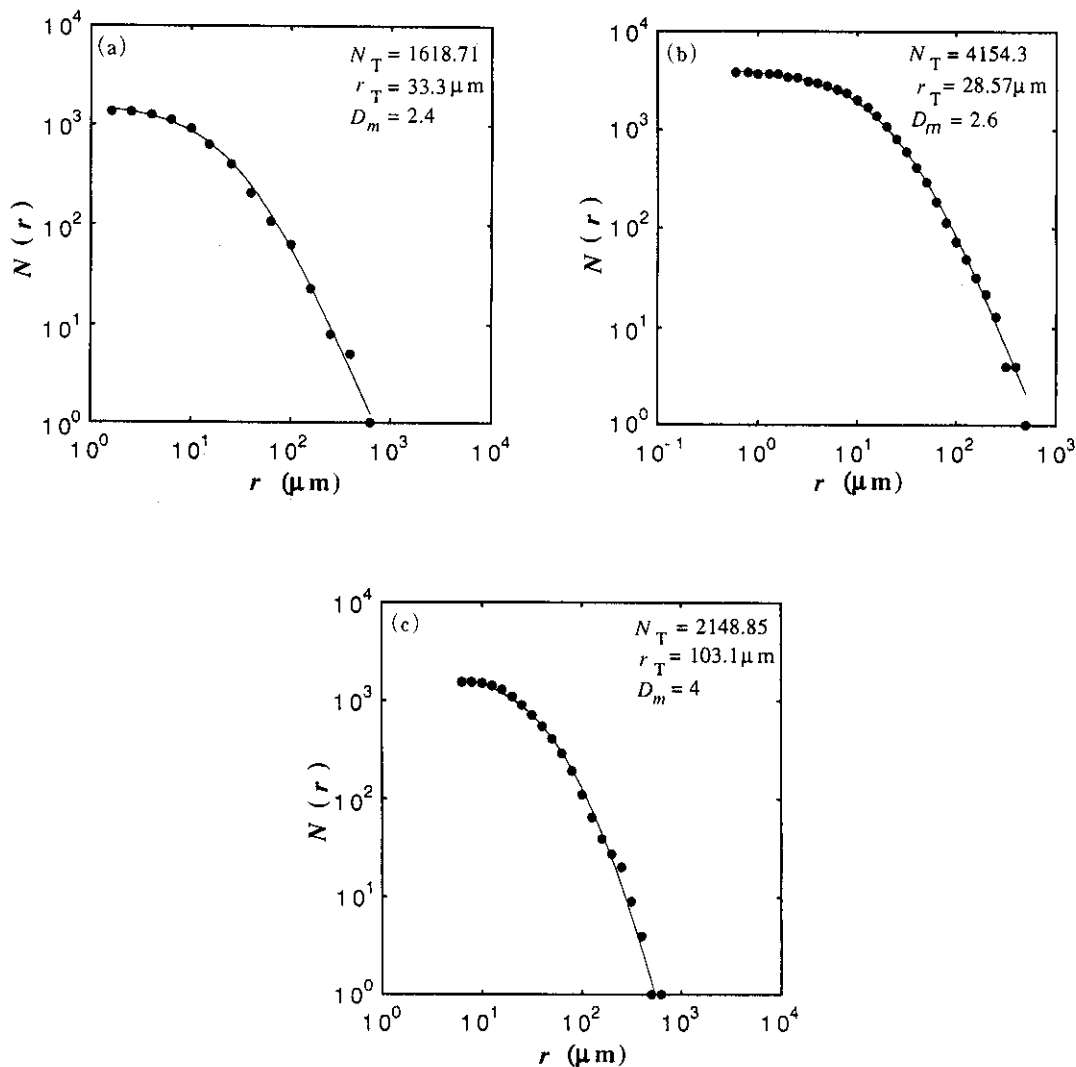 (a)
N_T = 1618.71
r_T = 33.3 μm
D_m = 2.4
10^4
10^3
10^2
10^1
10^0
N(r)
10^0 10^1 10^2 10^3 10^4
r (μm)
(b)
N_T = 4154.3
r_T = 28.57μm
D_m = 2.6
10^4
10^3
10^2
10^1
10^0
N(r)
10^-1 10^0 10^1 10^2 10^3
r (μm)
(c)
N_T = 2148.85
r_T = 103.1μm
D_m = 4
10^4
10^3
10^2
10^1
10^0
N(r)
10^0 10^1 10^2 10^3 10^4
r (μm)